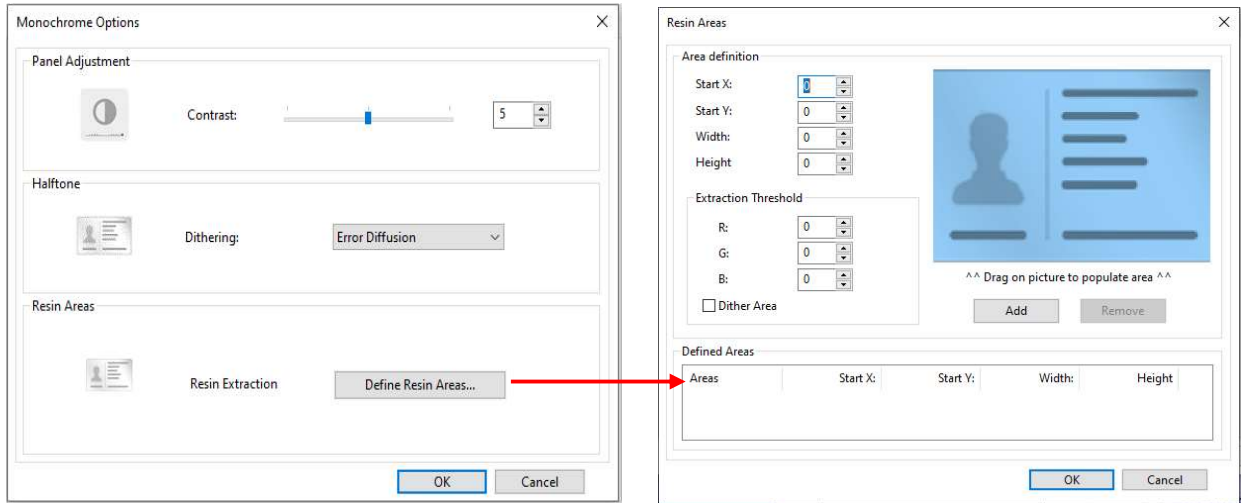 Monochrome Options
Panel Adjustment
Contrast:
5
Halftone
Dithering:
Error Diffusion
Resin Areas
Resin Extraction
Define Resin Areas...
OK
Cancel
Resin Areas
Area definition
Start X:
0
Start Y:
0
Width:
0
Height
0
Extraction Threshold
R:
0
G:
0
B:
0
Dither Area
^^ Drag on picture to populate area ^^
Add
Remove
Defined Areas
Areas Start X: Start Y: Width: Height
OK
Cancel